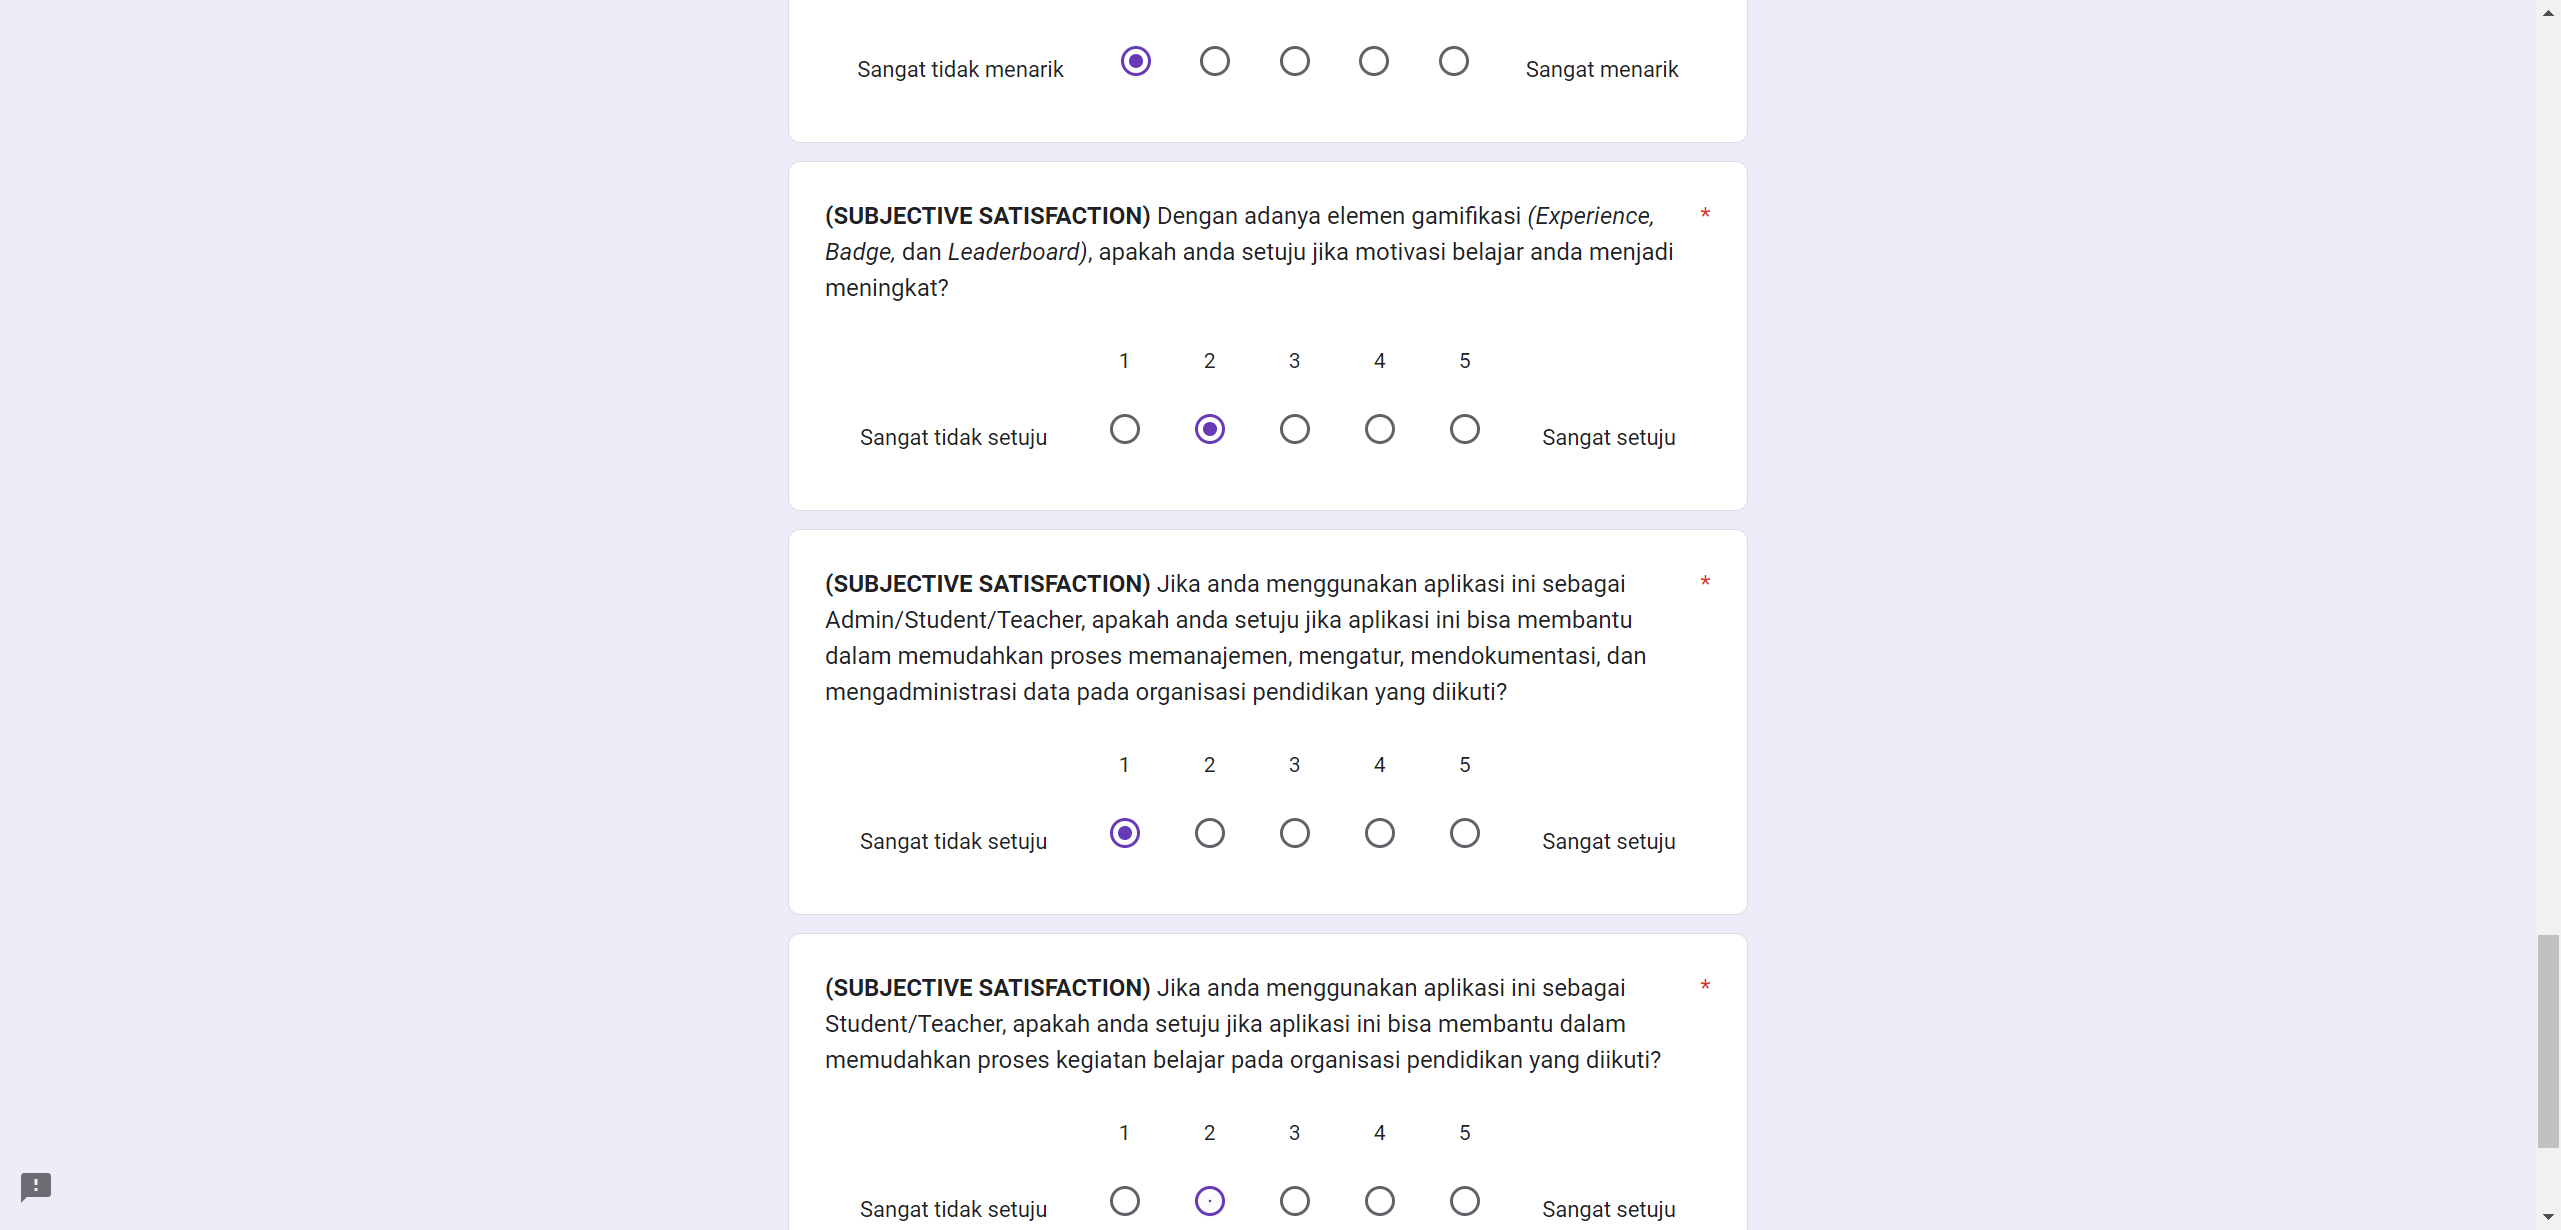 Sangat tidak menarik Sangat menarik
(SUBJECTIVE SATISFACTION) Dengan adanya elemen gamifikasi (Experience, *
Badge, dan Leaderboard), apakah anda setuju jika motivasi belajar anda menjadi
meningkat?
1 2 3 4 5
Sangat tidak setuju Sangat setuju
(SUBJECTIVE SATISFACTION) Jika anda menggunakan aplikasi ini sebagai *
Admin/Student/Teacher, apakah anda setuju jika aplikasi ini bisa membantu
dalam memudahkan proses memanajemen, mengatur, mendokumentasi, dan
mengadministrasi data pada organisasi pendidikan yang diikuti?
1 2 3 4 5
Sangat tidak setuju Sangat setuju
(SUBJECTIVE SATISFACTION) Jika anda menggunakan aplikasi ini sebagai *
Student/Teacher, apakah anda setuju jika aplikasi ini bisa membantu dalam
memudahkan proses kegiatan belajar pada organisasi pendidikan yang diikuti?
1 2 3 4 5
Sangat tidak setuju Sangat setuju